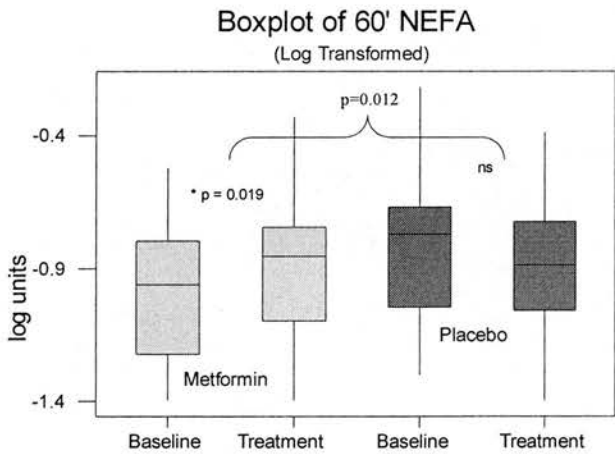 Boxplot of 60' NEFA
(Log Transformed)
p=0.012
-0.4
ns
* p = 0.019
-0.9
log units
Placebo
Metformin
-1.4
Baseline Treatment Baseline Treatment